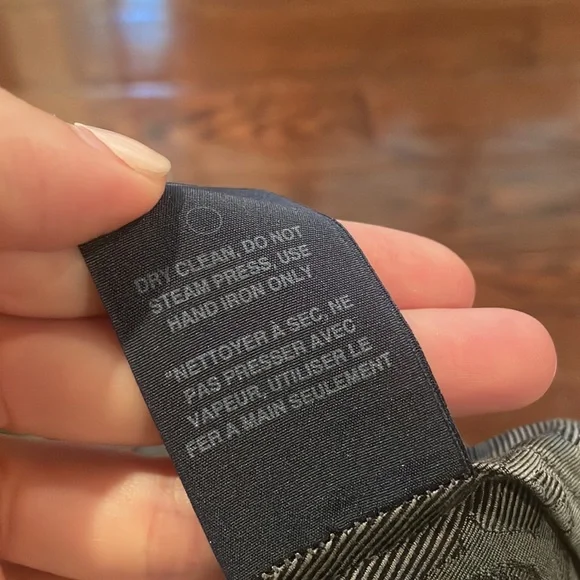 DRY CLEAN, DO NOT
STEAM PRESS, USE
HAND IRON ONLY
"NETTOYER À SEC, NE
PAS PRESSER AVEC
VAPEUR, UTILISER LE
FER A MAIN SEULEMENT